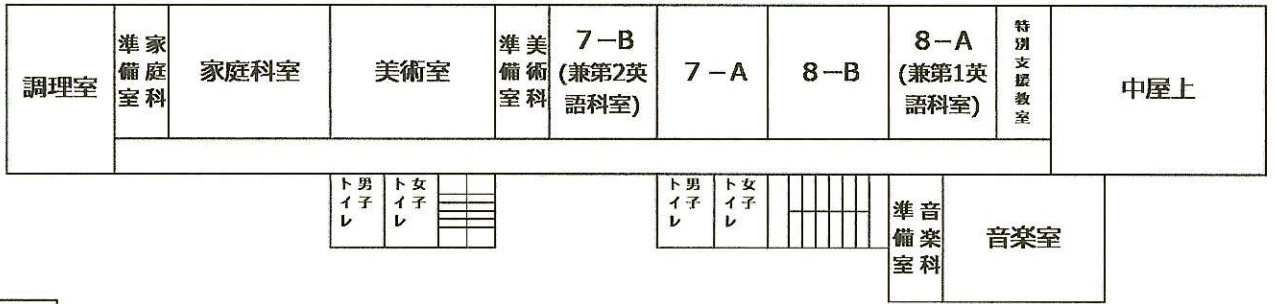 調理室
家庭科
準備室
家庭科室
美術室
美術科
準備室
7－B
(兼第2英
語科室)
7－A
8－B
8－A
(兼第1英
語科室)
特別支援教室
中屋上
男子
トイレ
女子
トイレ
男子
トイレ
女子
トイレ
音楽科
準備室
音楽室